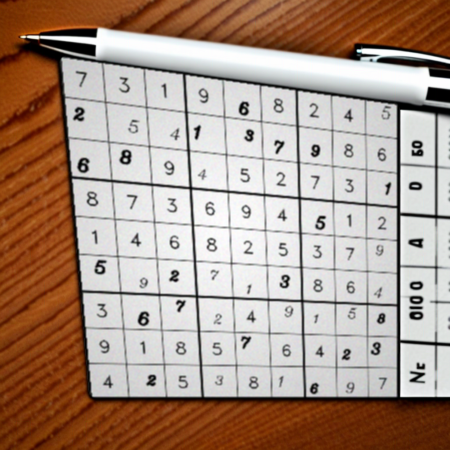 7 3 1 9 6 8 2 4 5
2 5 4 1 3 7 9 8 6
6 8 9 4 5 2 7 3 1
8 7 3 6 9 4 5 1 2
1 4 6 8 2 5 3 7 9
5 9 2 7 1 3 8 6 4
3 6 7 2 4 9 1 5 8
9 1 8 5 7 6 4 2 3
4 2 5 3 8 1 6 9 7